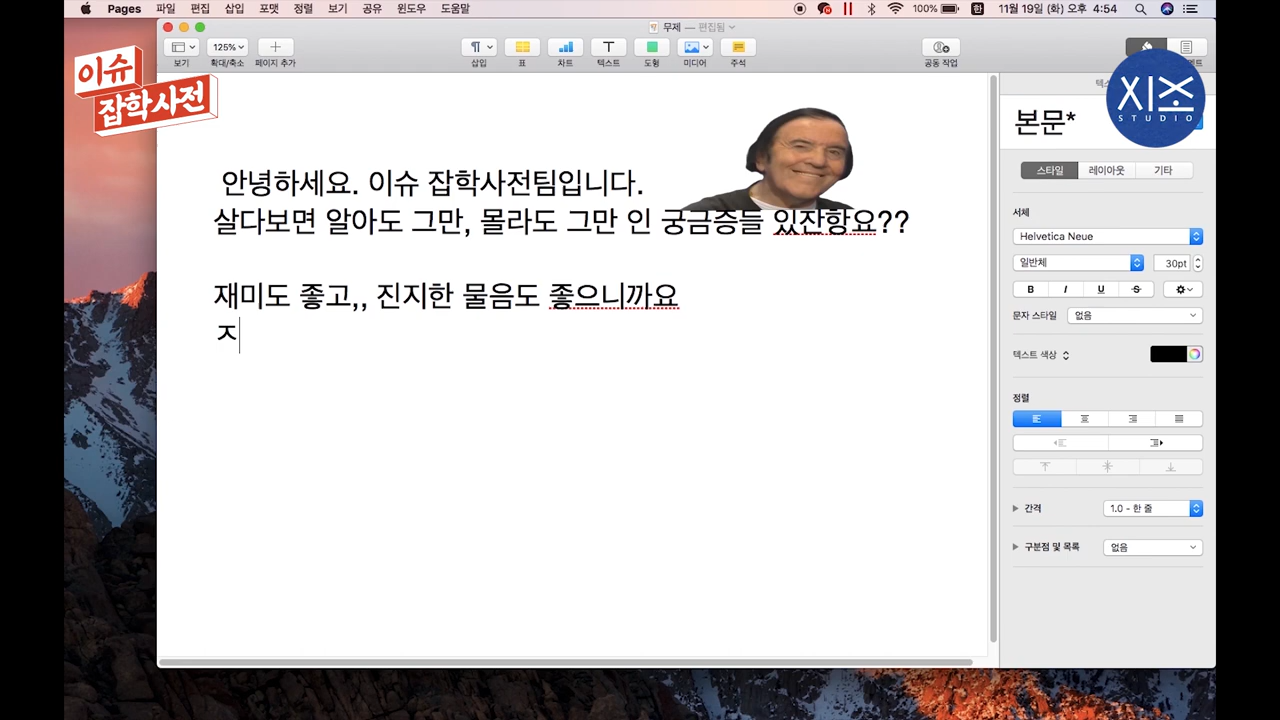 Pages 파일 편집 삽입 포맷 정렬 보기 공유 윈도우 도움말 100% 한 11월 19일 (화) 오후 4:54
무제 — 편집됨
125%
보기 확대/축소 페이지 추가 삽입 표 차트 텍스트 도형 미디어 주석 공동 작업
이슈
잡학사전
지조
STUDIO
본문*
스타일 레이아웃 기타
안녕하세요. 이슈 잡학사전팀입니다.
살다보면 알아도 그만, 몰라도 그만 인 궁금증들 있잔항요??
재미도 좋고,, 진지한 물음도 좋으니까요
ㅈ
서체
Helvetica Neue
일반체 30pt
B I U S
문자 스타일 없음
텍스트 색상
정렬
간격 1.0 - 한 줄
구분점 및 목록 없음